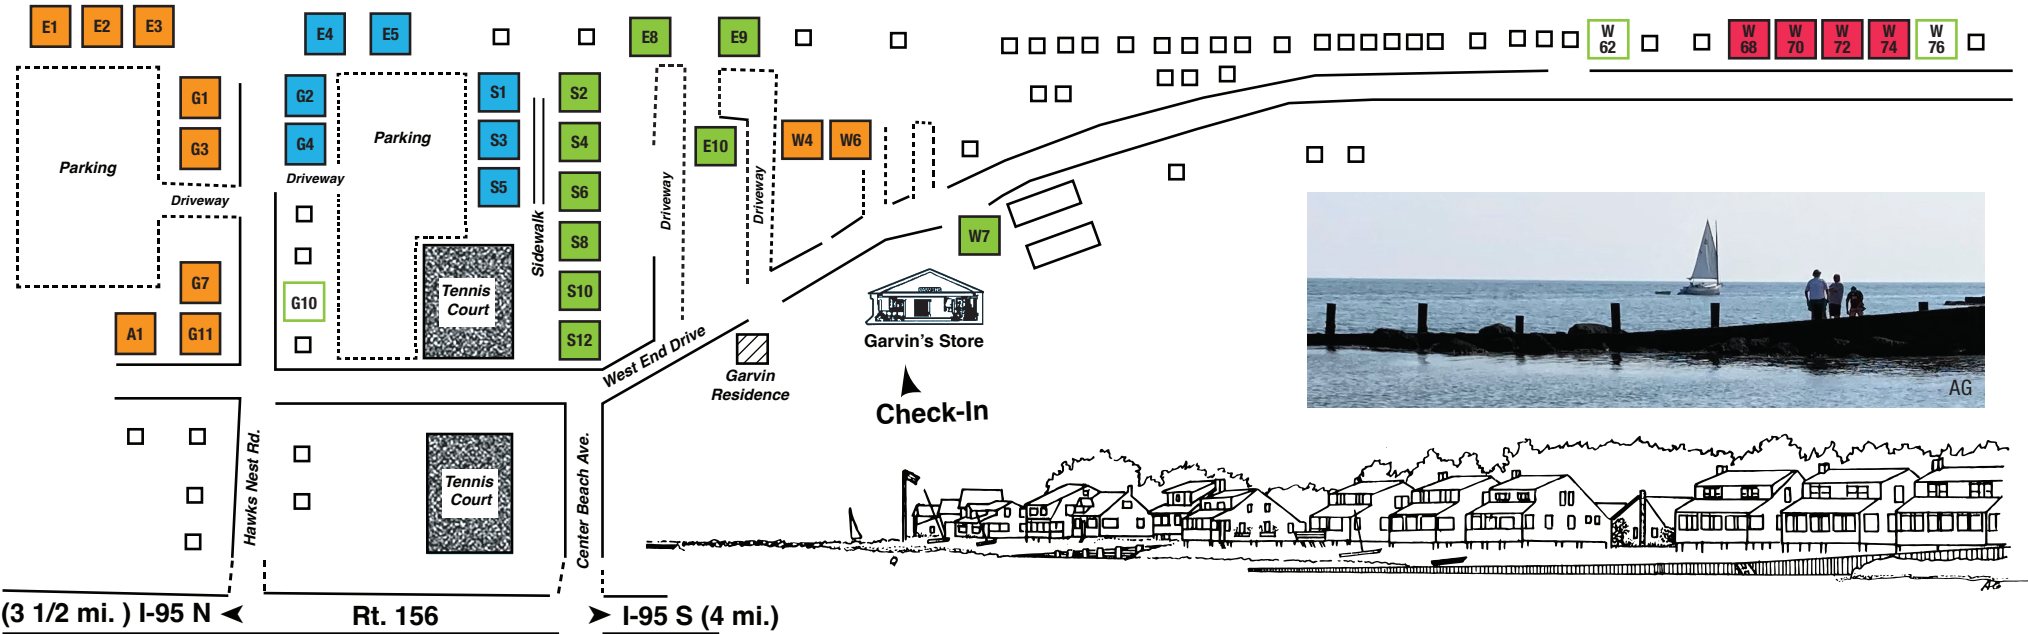 E1 E2 E3
E4 E5
E8 E9
W
62
W
68
W
70
W
72
W
74
W
76
G1
G3
G2
G4
S1
S3
S5
S2
S4
S6
S8
S10
S12
E10
W4 W6
W7
Parking
Parking
Driveway
Driveway
Driveway
Driveway
Sidewalk
G7
G11
A1
G10
Tennis
Court
West End Drive
Garvin
Residence
Garvin's Store
Check-In
AG
Hawks Nest Rd.
Tennis
Court
Center Beach Ave.
AG
(3 1/2 mi. ) I-95 N
Rt. 156
I-95 S (4 mi.)